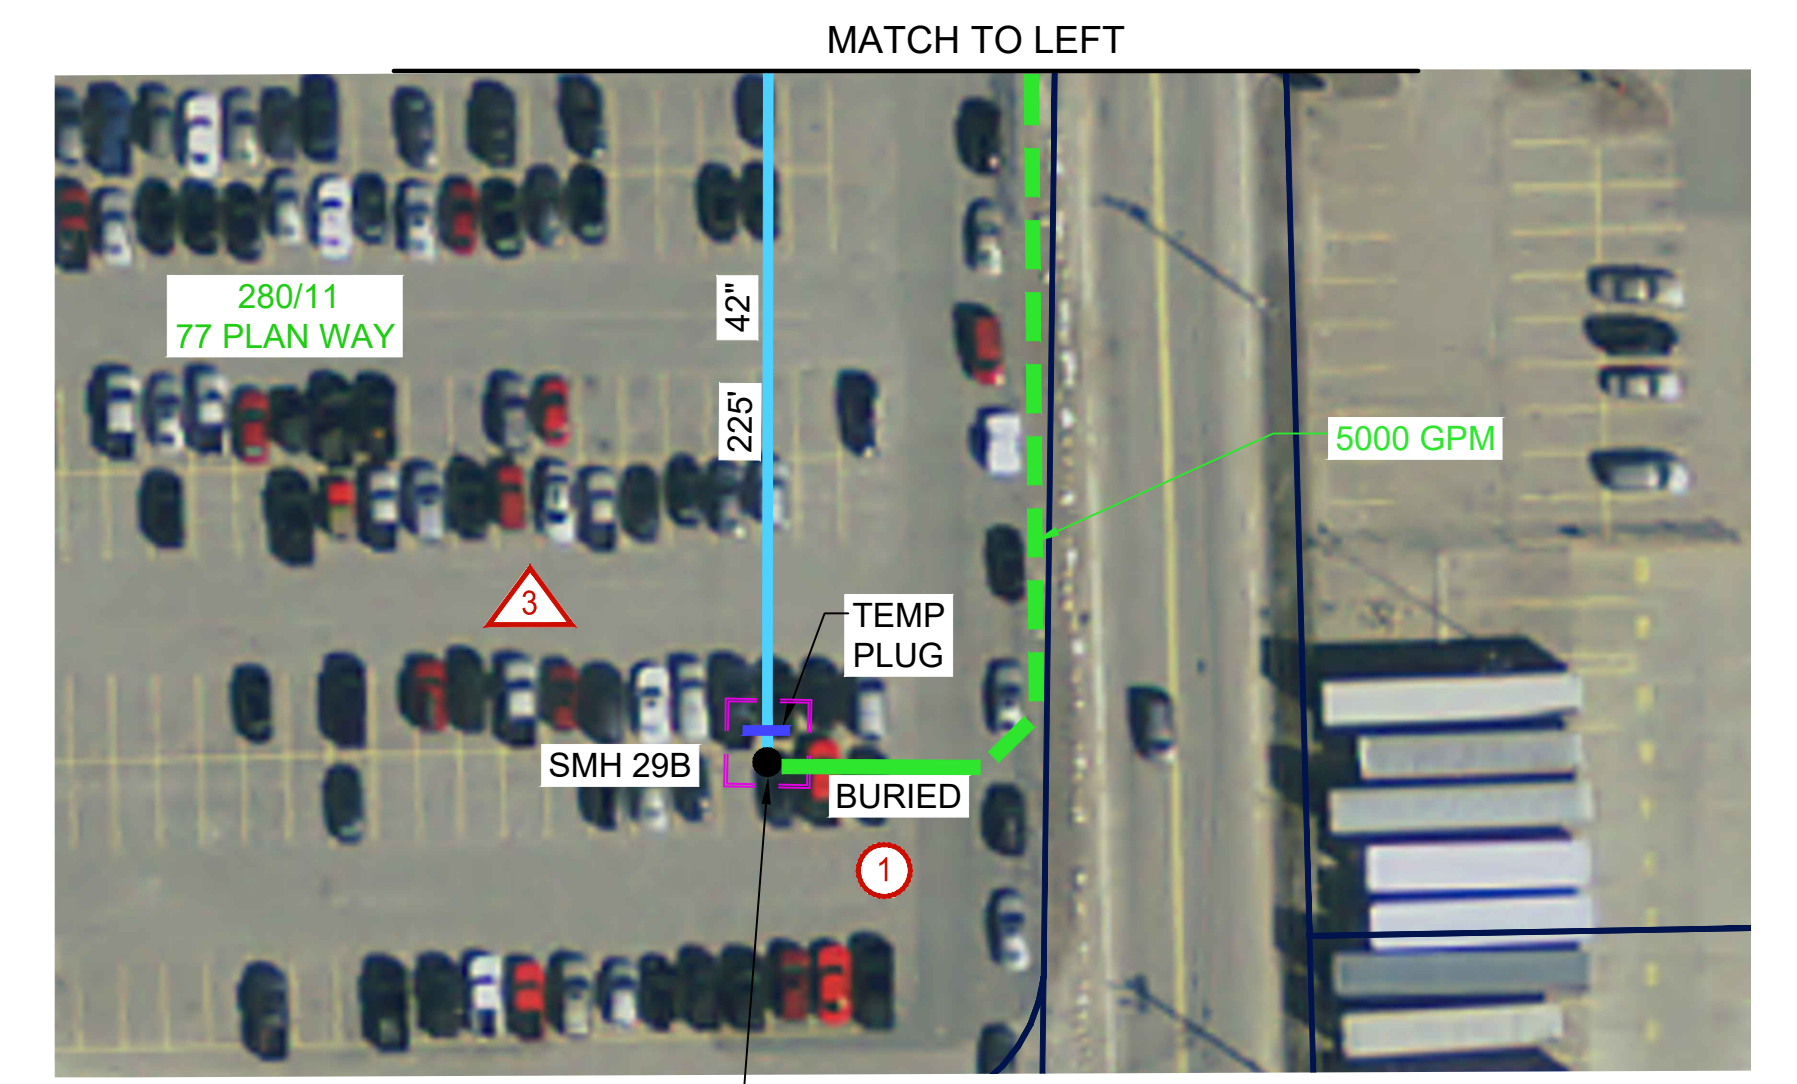 MATCH TO LEFT
280/11
77 PLAN WAY
42"
225'
5000 GPM
3
TEMP
PLUG
SMH 29B
BURIED
1